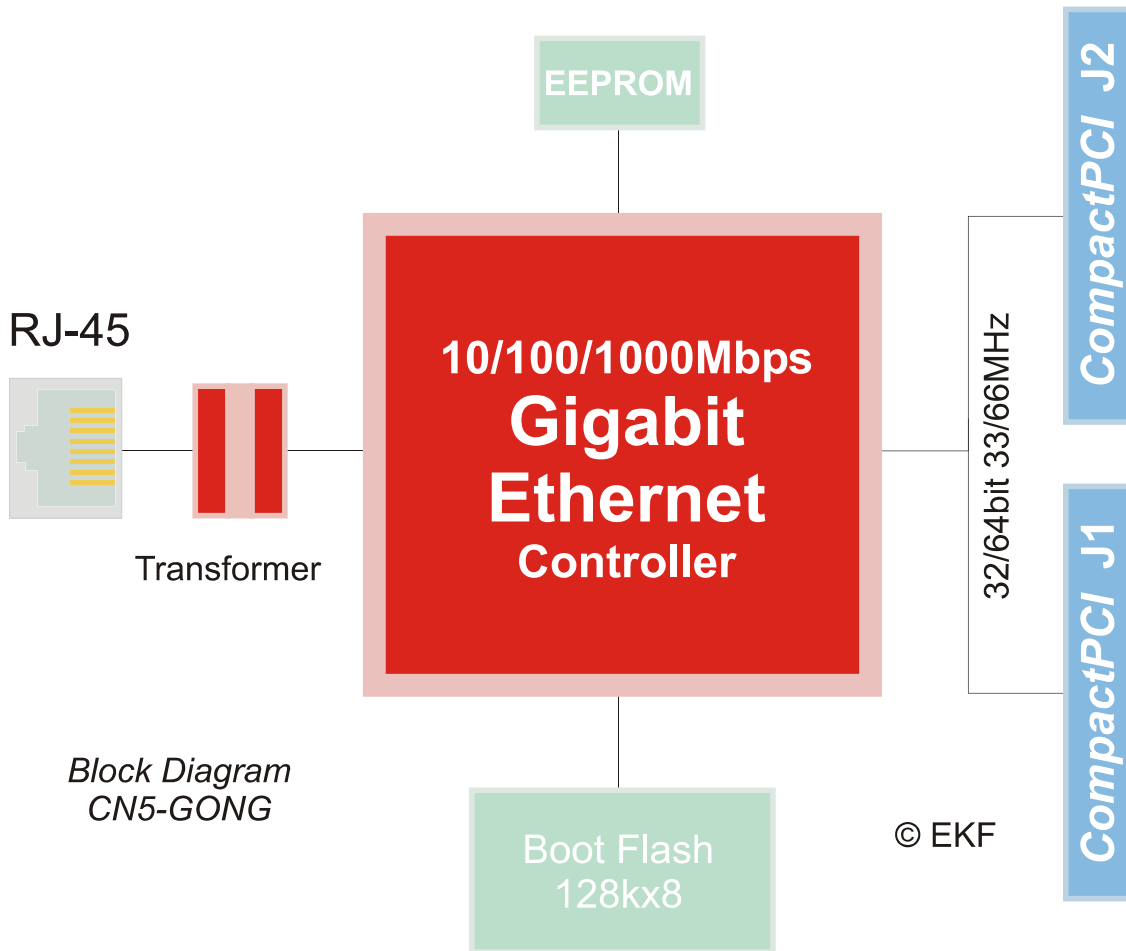 EEPROM
CompactPCI J2
RJ-45
10/100/1000Mbps
Gigabit
Ethernet
Controller
32/64bit 33/66MHz
Transformer
CompactPCI J1
Block Diagram
CN5-GONG
Boot Flash
128kx8
© EKF